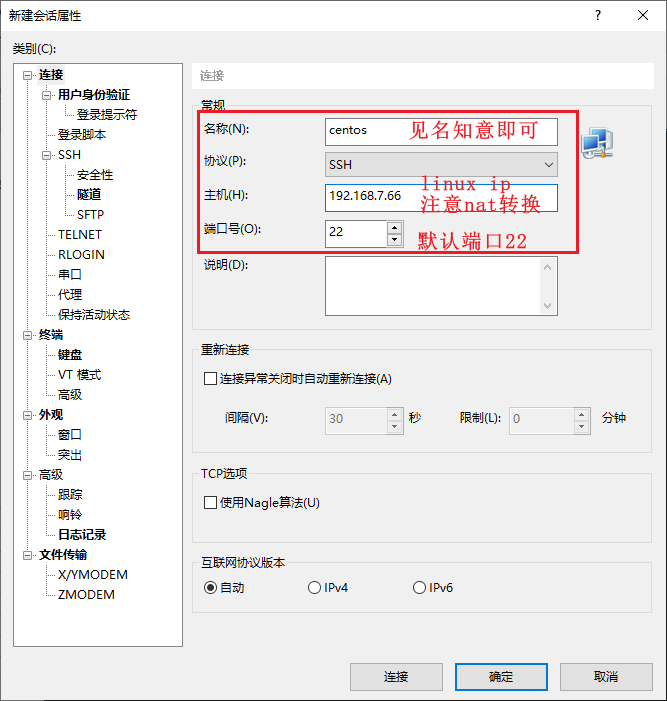 新建会话属性
类别(C):
连接
用户身份验证
登录提示符
登录脚本
SSH
安全性
隧道
SFTP
TELNET
RLOGIN
串口
代理
保持活动状态
终端
键盘
VT 模式
高级
外观
窗口
突出
高级
跟踪
响铃
日志记录
文件传输
X/YMODEM
ZMODEM
连接
常规
名称(N):
centos
见名知意即可
协议(P):
SSH
主机(H):
192.168.7.66
linux ip
注意nat转换
端口号(O):
22
默认端口22
说明(D):
重新连接
连接异常关闭时自动重新连接(A)
间隔(V):
30
秒
限制(L):
0
分钟
TCP选项
使用Nagle算法(U)
互联网协议版本
自动
IPv4
IPv6
连接
确定
取消